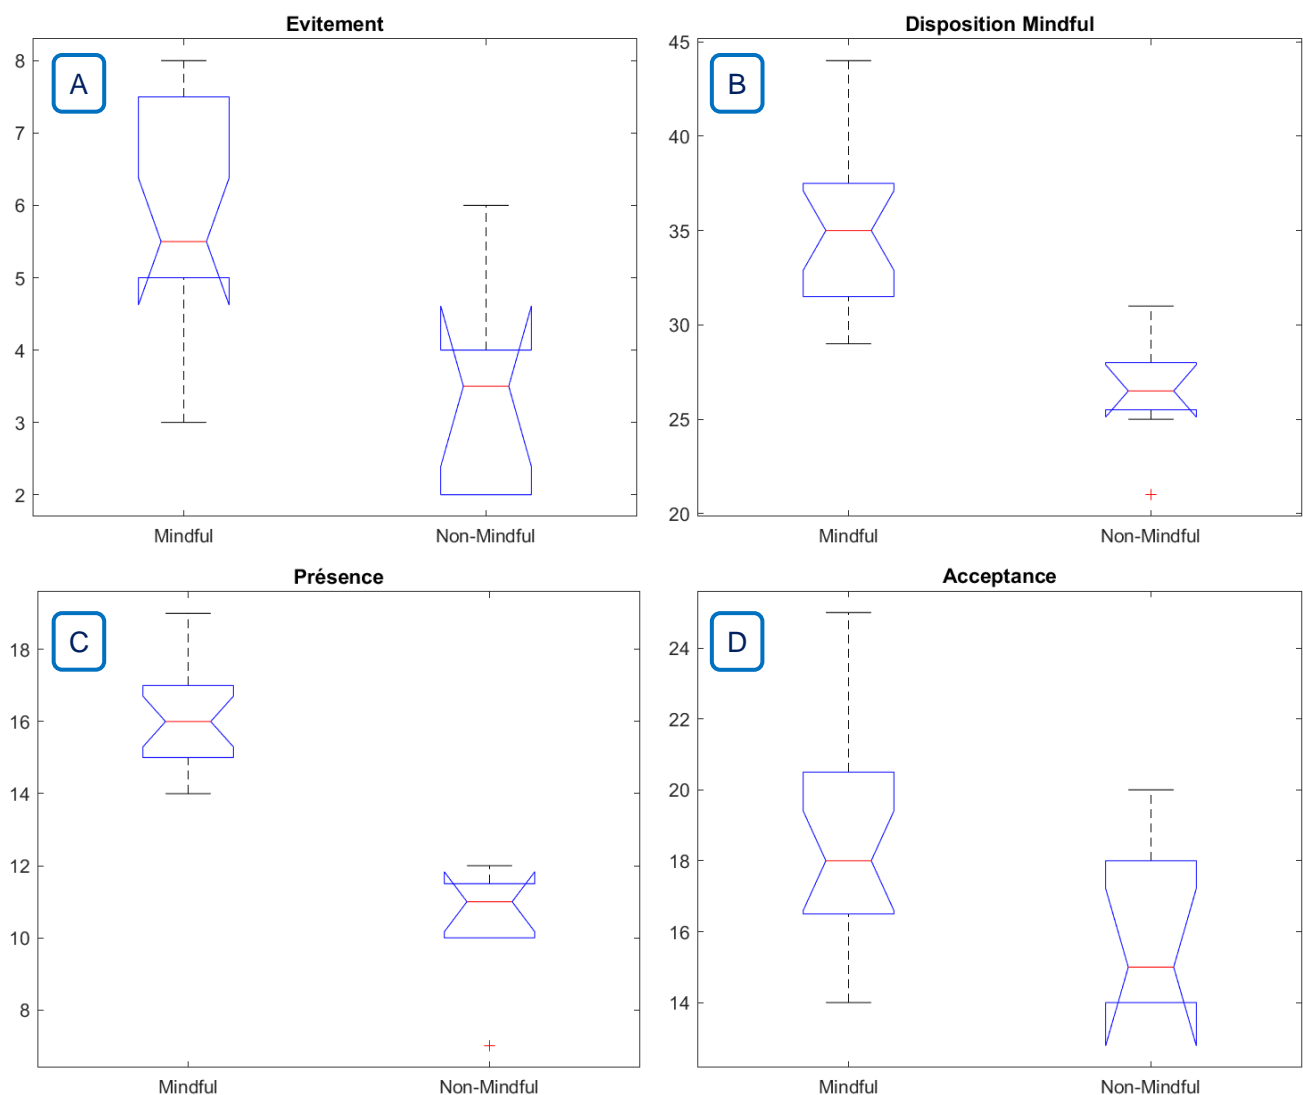 Evitement
A
8
7
6
5
4
3
2
Mindful
Non-Mindful
Disposition Mindful
B
45
40
35
30
25
20
Mindful
Non-Mindful
Présence
C
18
16
14
12
10
8
Mindful
Non-Mindful
Acceptance
D
24
22
20
18
16
14
Mindful
Non-Mindful